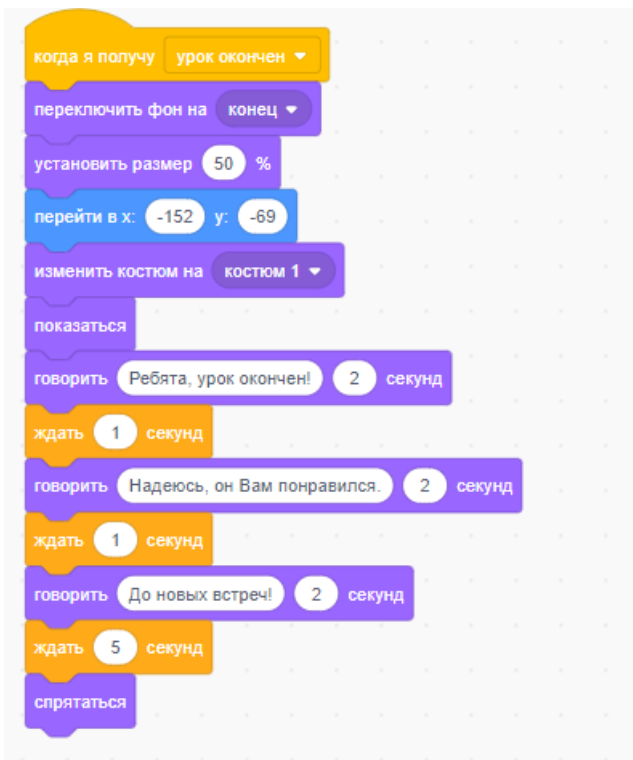 когда я получу урок окончен
переключить фон на конец
установить размер 50 %
перейти в x: -152 y: -69
изменить костюм на костюм 1
показаться
говорить Ребята, урок окончен! 2 секунд
ждать 1 секунд
говорить Надеюсь, он Вам понравился. 2 секунд
ждать 1 секунд
говорить До новых встреч! 2 секунд
ждать 5 секунд
спрятаться